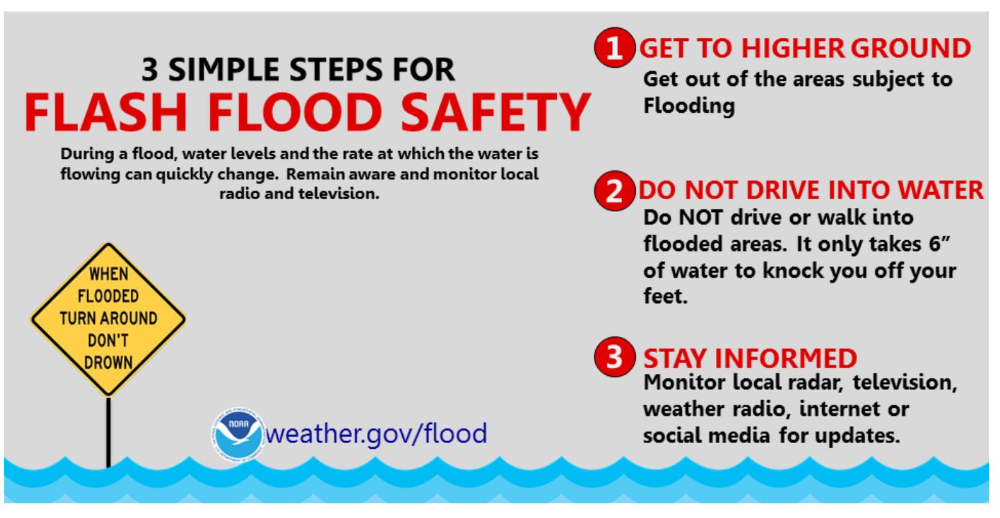 3 SIMPLE STEPS FOR
FLASH FLOOD SAFETY
During a flood, water levels and the rate at which the water is
flowing can quickly change. Remain aware and monitor local
radio and television.
WHEN
FLOODED
TURN AROUND
DON'T
DROWN
NOAA
weather.gov/flood
1 GET TO HIGHER GROUND
Get out of the areas subject to
Flooding
2 DO NOT DRIVE INTO WATER
Do NOT drive or walk into
flooded areas. It only takes 6”
of water to knock you off your
feet.
3 STAY INFORMED
Monitor local radar, television,
weather radio, internet or
social media for updates.